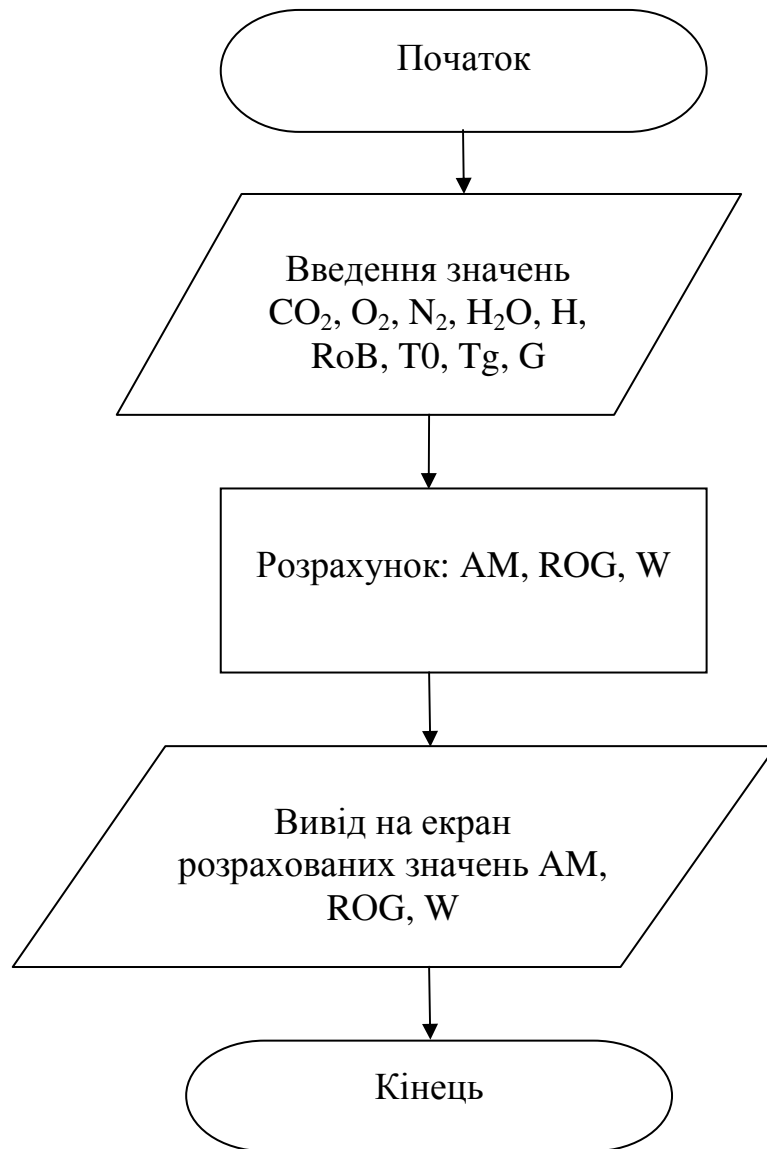 Початок
Введення значень
CO₂, O₂, N₂, H₂O, H,
RoB, T0, Tg, G
Розрахунок: AM, ROG, W
Вивід на екран
розрахованих значень AM,
ROG, W
Кінець